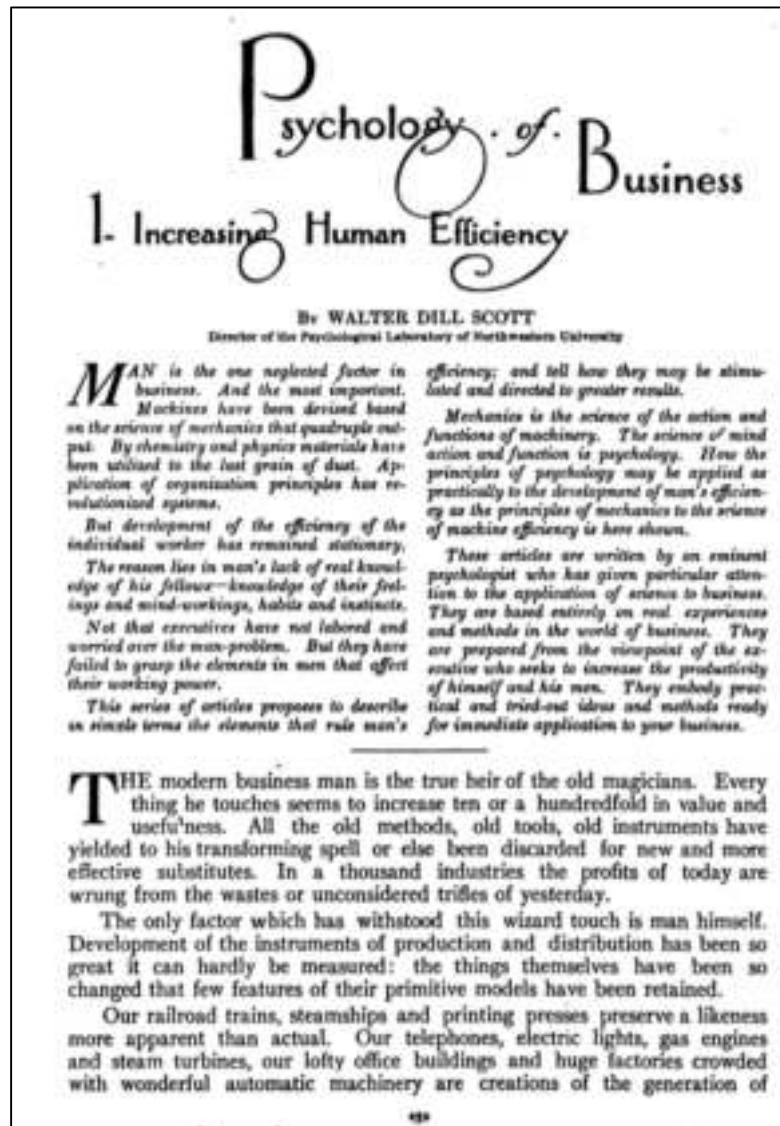 Psychology . of . Business
1- Increasing Human Efficiency
By WALTER DILL SCOTT
Director of the Psychological Laboratory of Northwestern University
MAN is the one neglected factor in
business. And the most important.
Machines have been devised based
on the science of mechanics that quadruple out-
put. By chemistry and physics materials have
been utilized to the last grain of dust. Ap-
plication of organization principles has re-
volutionized systems.
But development of the efficiency of the
individual worker has remained stationary.
The reason lies in man's lack of real knowl-
edge of his fellows—knowledge of their feel-
ings and mind-workings, habits and instincts.
Not that executives have not labored and
worried over the man-problem. But they have
failed to grasp the elements in men that affect
their working power.
This series of articles proposes to describe
in simple terms the elements that rule man's
efficiency; and tell how they may be stimu-
lated and directed to greater results.
Mechanics is the science of the action and
functions of machinery. The science of mind
action and function is psychology. How the
principles of psychology may be applied as
practically to the development of man's efficien-
cy as the principles of mechanics to the science
of machine efficiency is here shown.
These articles are written by an eminent
psychologist who has given particular atten-
tion to the application of science to business.
They are based entirely on real experiences
and methods in the world of business. They
are prepared from the viewpoint of the ex-
ecutive who seeks to increase the productivity
of himself and his men. They embody prac-
tical and tried-out ideas and methods ready
for immediate application to your business.
THE modern business man is the true heir of the old magicians. Every
thing he touches seems to increase ten or a hundredfold in value and
usefu'ness. All the old methods, old tools, old instruments have
yielded to his transforming spell or else been discarded for new and more
effective substitutes. In a thousand industries the profits of today are
wrung from the wastes or unconsidered trifles of yesterday.
The only factor which has withstood this wizard touch is man himself.
Development of the instruments of production and distribution has been so
great it can hardly be measured: the things themselves have been so
changed that few features of their primitive models have been retained.
Our railroad trains, steamships and printing presses preserve a likeness
more apparent than actual. Our telephones, electric lights, gas engines
and steam turbines, our lofty office buildings and huge factories crowded
with wonderful automatic machinery are creations of the generation of